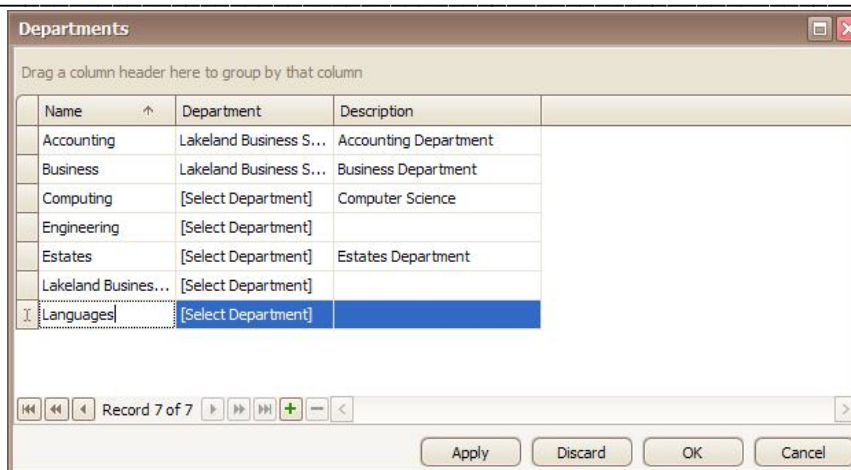 Departments
Drag a column header here to group by that column
Name Department Description
Accounting Lakeland Business S... Accounting Department
Business Lakeland Business S... Business Department
Computing [Select Department] Computer Science
Engineering [Select Department]
Estates [Select Department] Estates Department
Lakeland Busines... [Select Department]
Languages [Select Department]
Record 7 of 7
Apply Discard OK Cancel